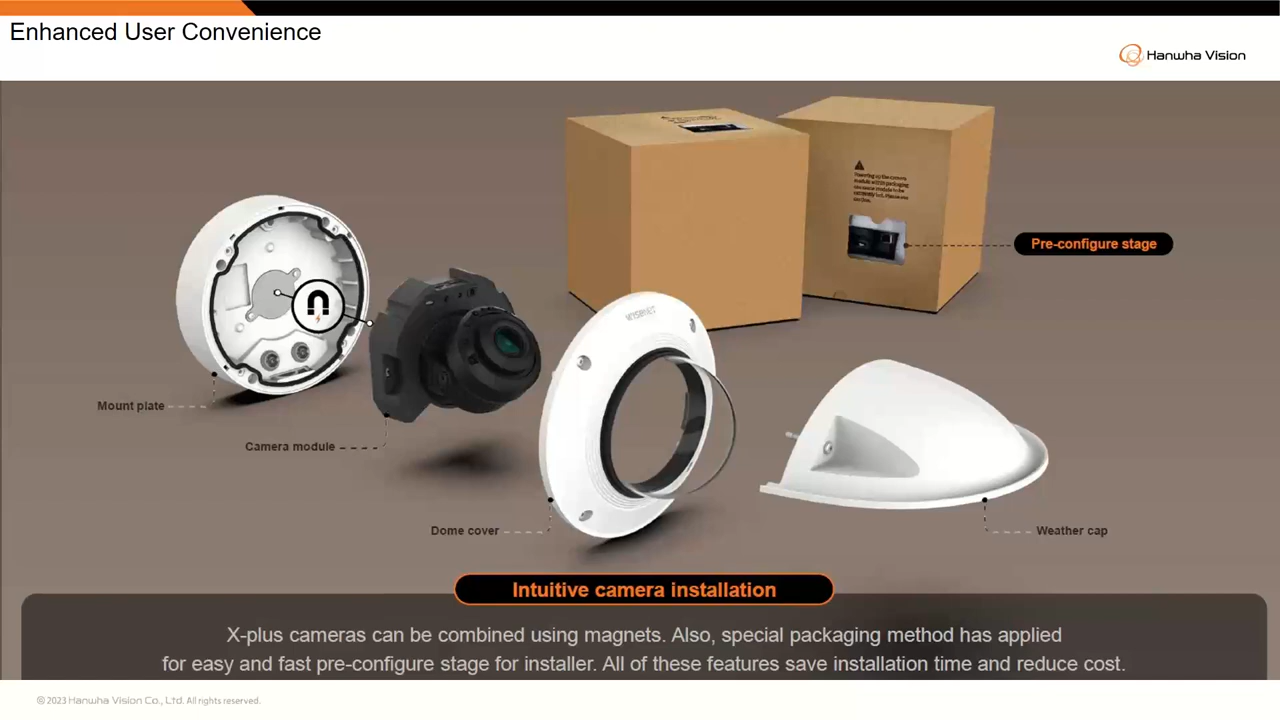 Enhanced User Convenience
Hanwha Vision
Pre-configure stage
Mount plate
Camera module
Dome cover
Weather cap
Intuitive camera installation
X-plus cameras can be combined using magnets. Also, special packaging method has applied
for easy and fast pre-configure stage for installer. All of these features save installation time and reduce cost.
© 2023 Hanwha Vision Co., Ltd. All rights reserved.